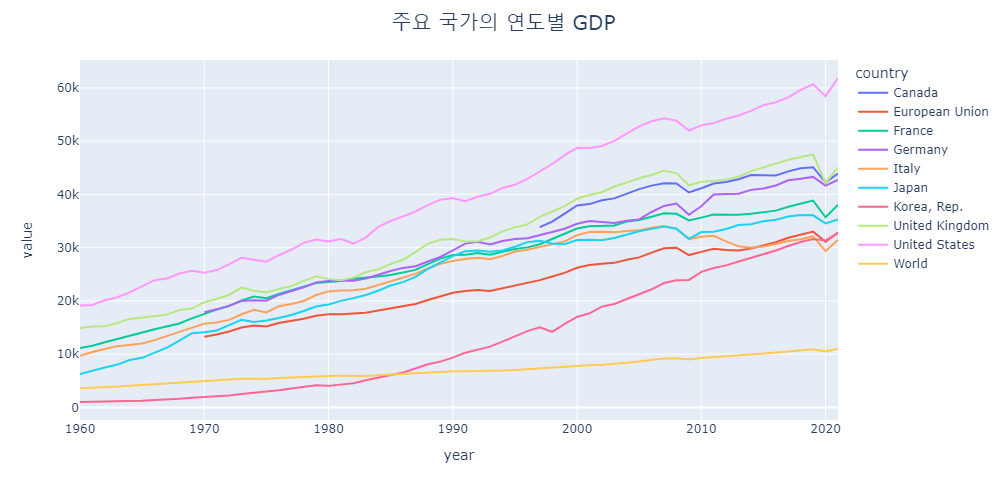 주요 국가의 연도별 GDP
value
60k
50k
40k
30k
20k
10k
0
1960
1970
1980
1990
2000
2010
2020
year
country
Canada
European Union
France
Germany
Italy
Japan
Korea, Rep.
United Kingdom
United States
World